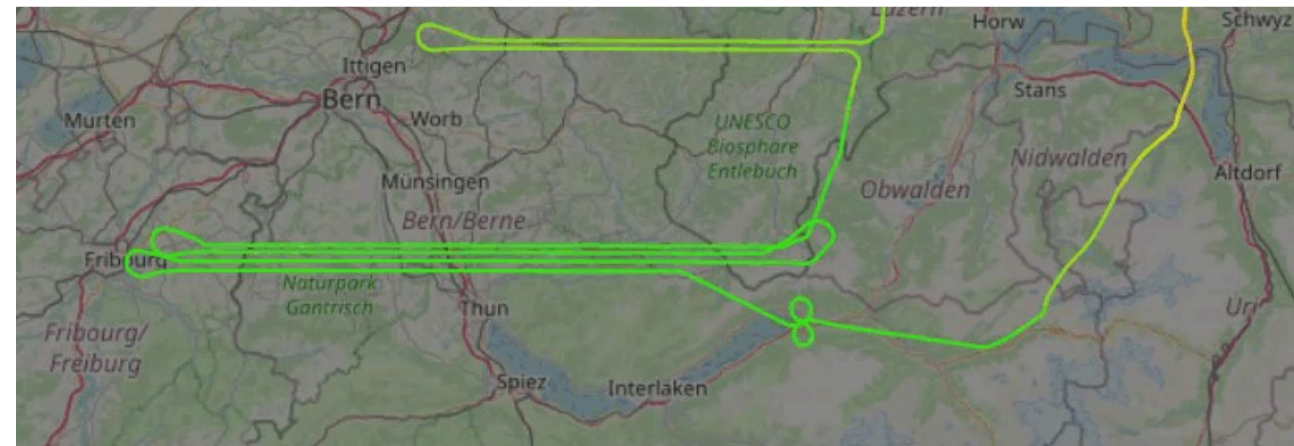 Luzern
Horw
Schwyz
Ittigen
Stans
Bern
Murten
Worb
UNESCO
Biosphäre
Entlebuch
Nidwalden
Altdorf
Münsingen
Obwalden
Bern/Berne
Fribourg
Naturpark
Gantrisch
Thun
Uri
Fribourg/
Freiburg
Spiez
Interlaken